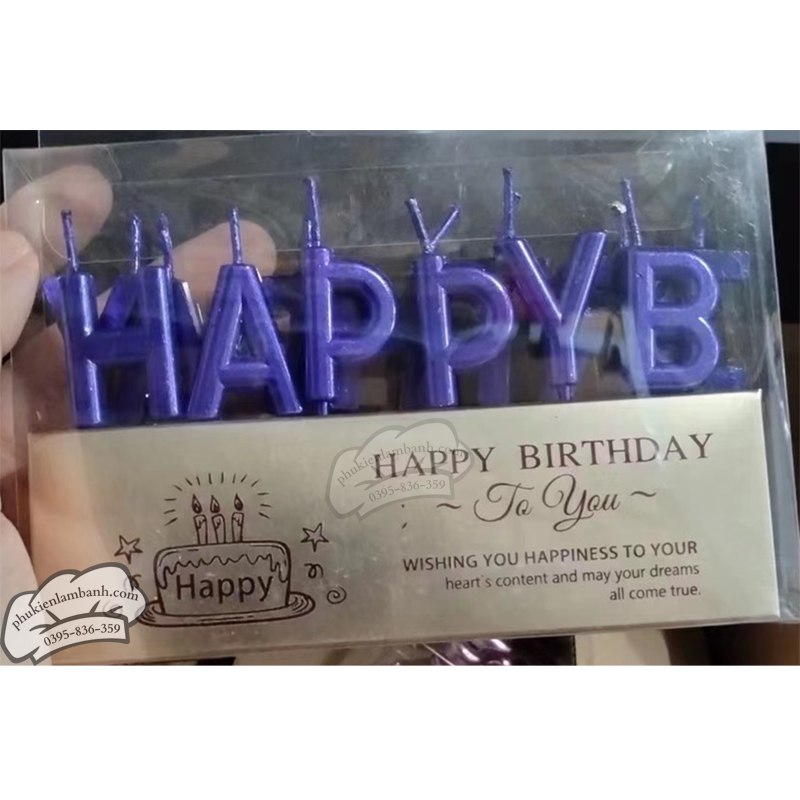 HAPPYB
phukienlambanh.com
0395-836-359
HAPPY BIRTHDAY
~ To You ~
WISHING YOU HAPPINESS TO YOUR
heart's content and may your dreams
all come true.
Happy
phukienlambanh.com
0395-836-359